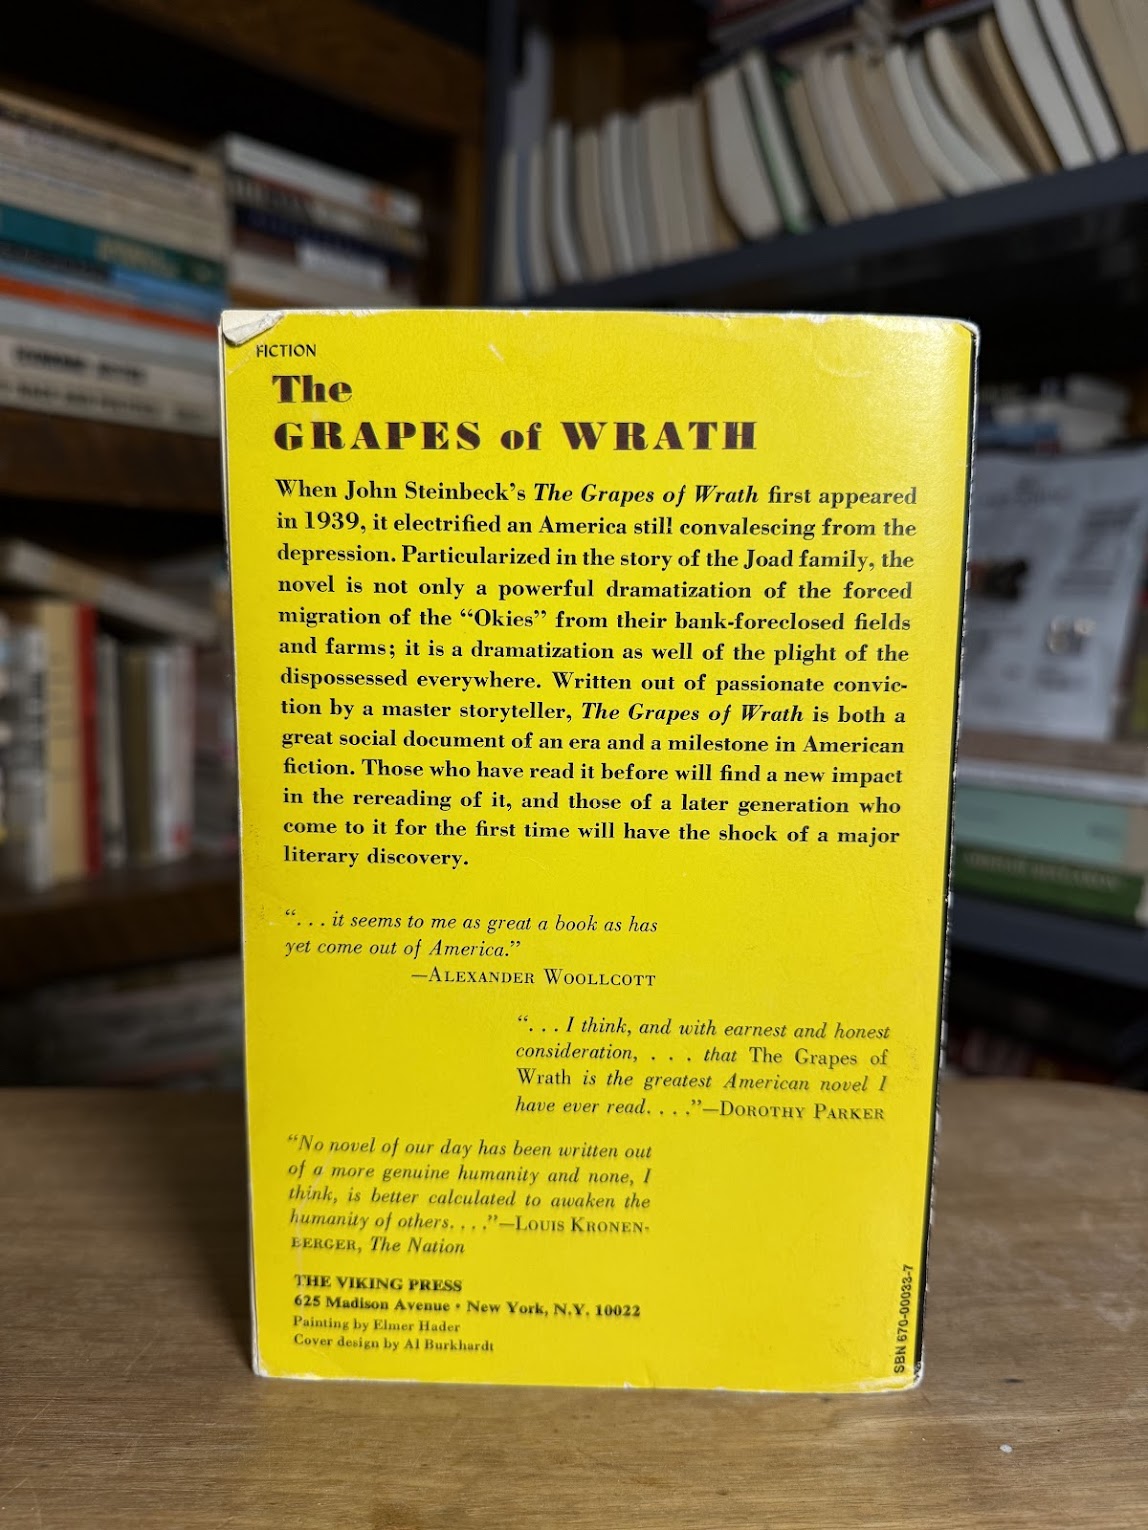 FICTION
The
GRAPES of WRATH
When John Steinbeck's The Grapes of Wrath first appeared
in 1939, it electrified an America still convalescing from the
depression. Particularized in the story of the Joad family, the
novel is not only a powerful dramatization of the forced
migration of the “Okies” from their bank-foreclosed fields
and farms; it is a dramatization as well of the plight of the
dispossessed everywhere. Written out of passionate convic-
tion by a master storyteller, The Grapes of Wrath is both a
great social document of an era and a milestone in American
fiction. Those who have read it before will find a new impact
in the rereading of it, and those of a later generation who
come to it for the first time will have the shock of a major
literary discovery.
“. . . it seems to me as great a book as has
yet come out of America.”
—ALEXANDER WOOLLCOTT
“. . . I think, and with earnest and honest
consideration, . . . that The Grapes of
Wrath is the greatest American novel I
have ever read. . . .”—DOROTHY PARKER
“No novel of our day has been written out
of a more genuine humanity and none, I
think, is better calculated to awaken the
humanity of others. . . .”—LOUIS KRONEN-
BERGER, The Nation
THE VIKING PRESS
625 Madison Avenue • New York, N.Y. 10022
Painting by Elmer Hader
Cover design by Al Burkhardt
SBN 670-00033-7